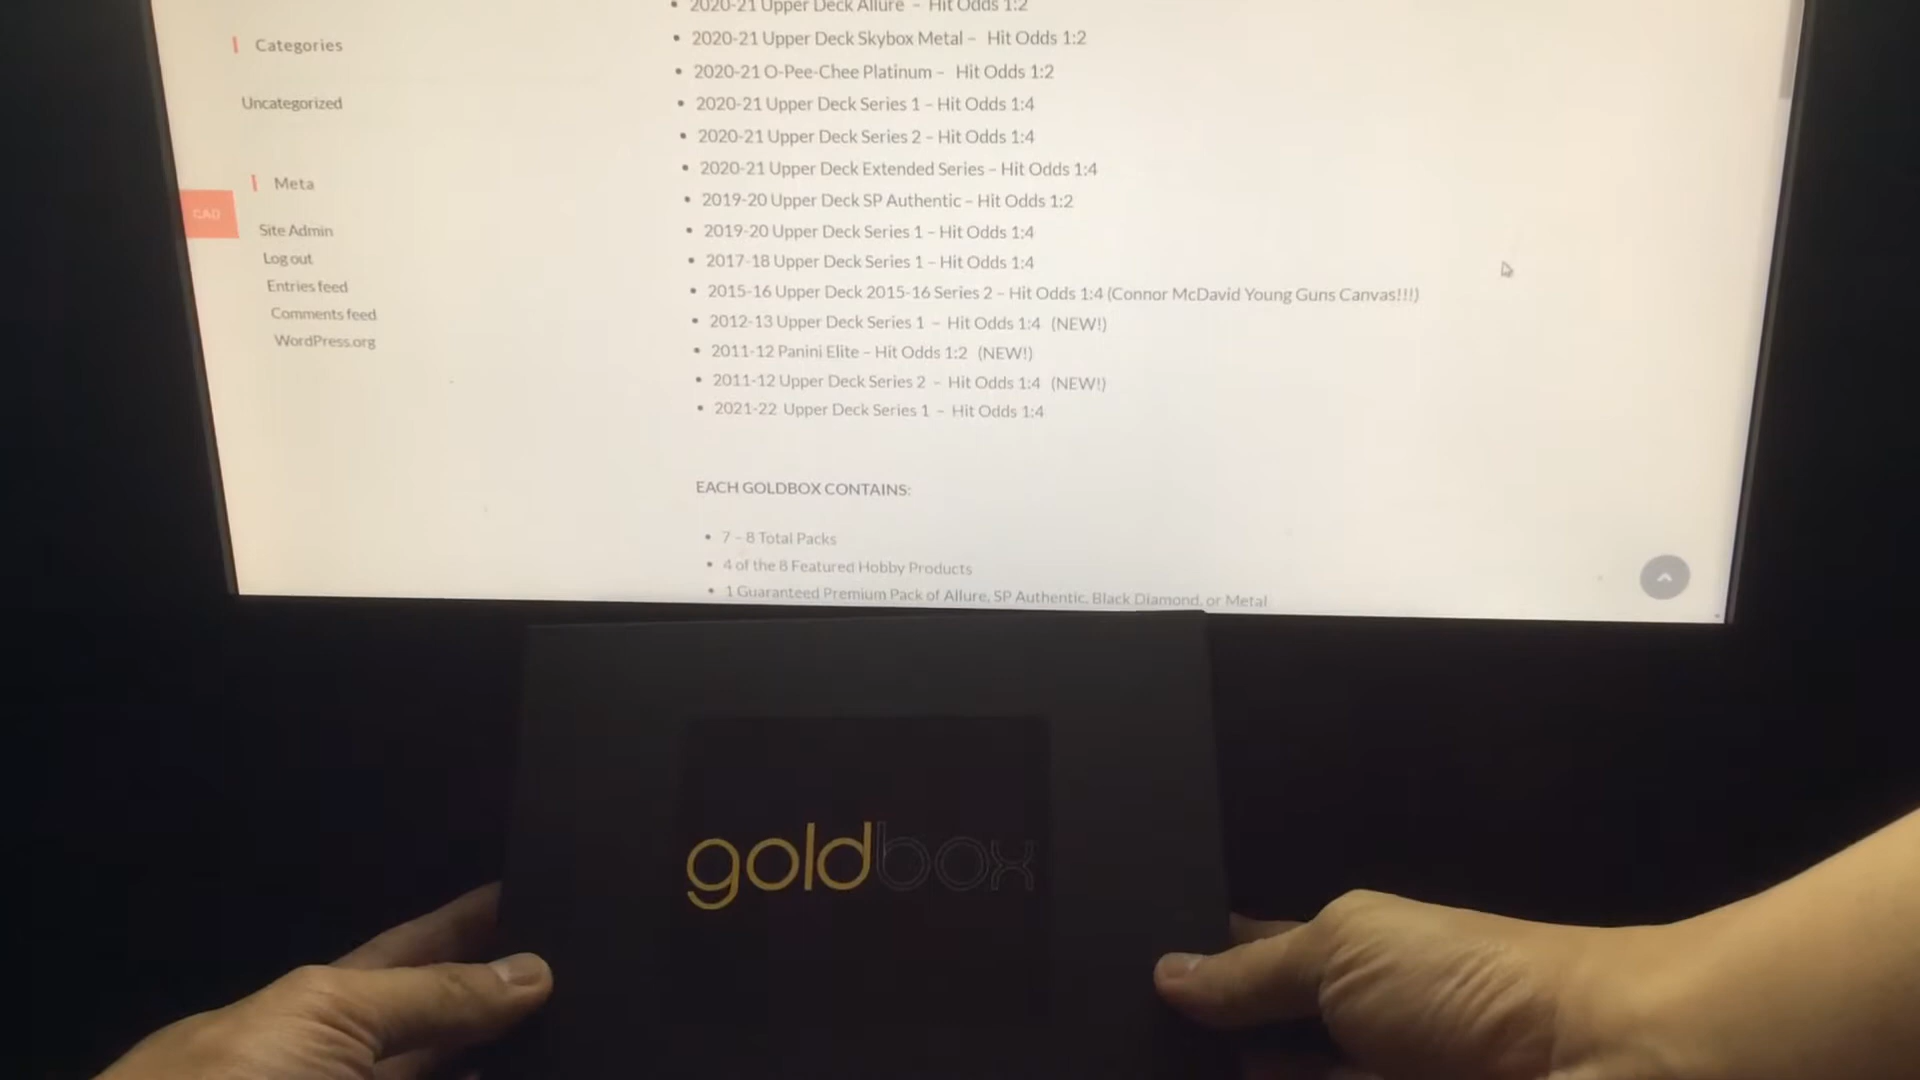 Categories
Uncategorized
Meta
CAD
Site Admin
Log out
Entries feed
Comments feed
WordPress.org
2020-21 Upper Deck Allure – Hit Odds 1:2
2020-21 Upper Deck Skybox Metal – Hit Odds 1:2
2020-21 O-Pee-Chee Platinum – Hit Odds 1:2
2020-21 Upper Deck Series 1 – Hit Odds 1:4
2020-21 Upper Deck Series 2 – Hit Odds 1:4
2020-21 Upper Deck Extended Series – Hit Odds 1:4
2019-20 Upper Deck SP Authentic – Hit Odds 1:2
2019-20 Upper Deck Series 1 – Hit Odds 1:4
2017-18 Upper Deck Series 1 – Hit Odds 1:4
2015-16 Upper Deck 2015-16 Series 2 – Hit Odds 1:4 (Connor McDavid Young Guns Canvas!!!)
2012-13 Upper Deck Series 1 – Hit Odds 1:4 (NEW!)
2011-12 Panini Elite – Hit Odds 1:2 (NEW!)
2011-12 Upper Deck Series 2 – Hit Odds 1:4 (NEW!)
2021-22 Upper Deck Series 1 – Hit Odds 1:4
EACH GOLDBOX CONTAINS:
7 – 8 Total Packs
4 of the 8 Featured Hobby Products
1 Guaranteed Premium Pack of Allure, SP Authentic, Black Diamond, or Metal
goldbox